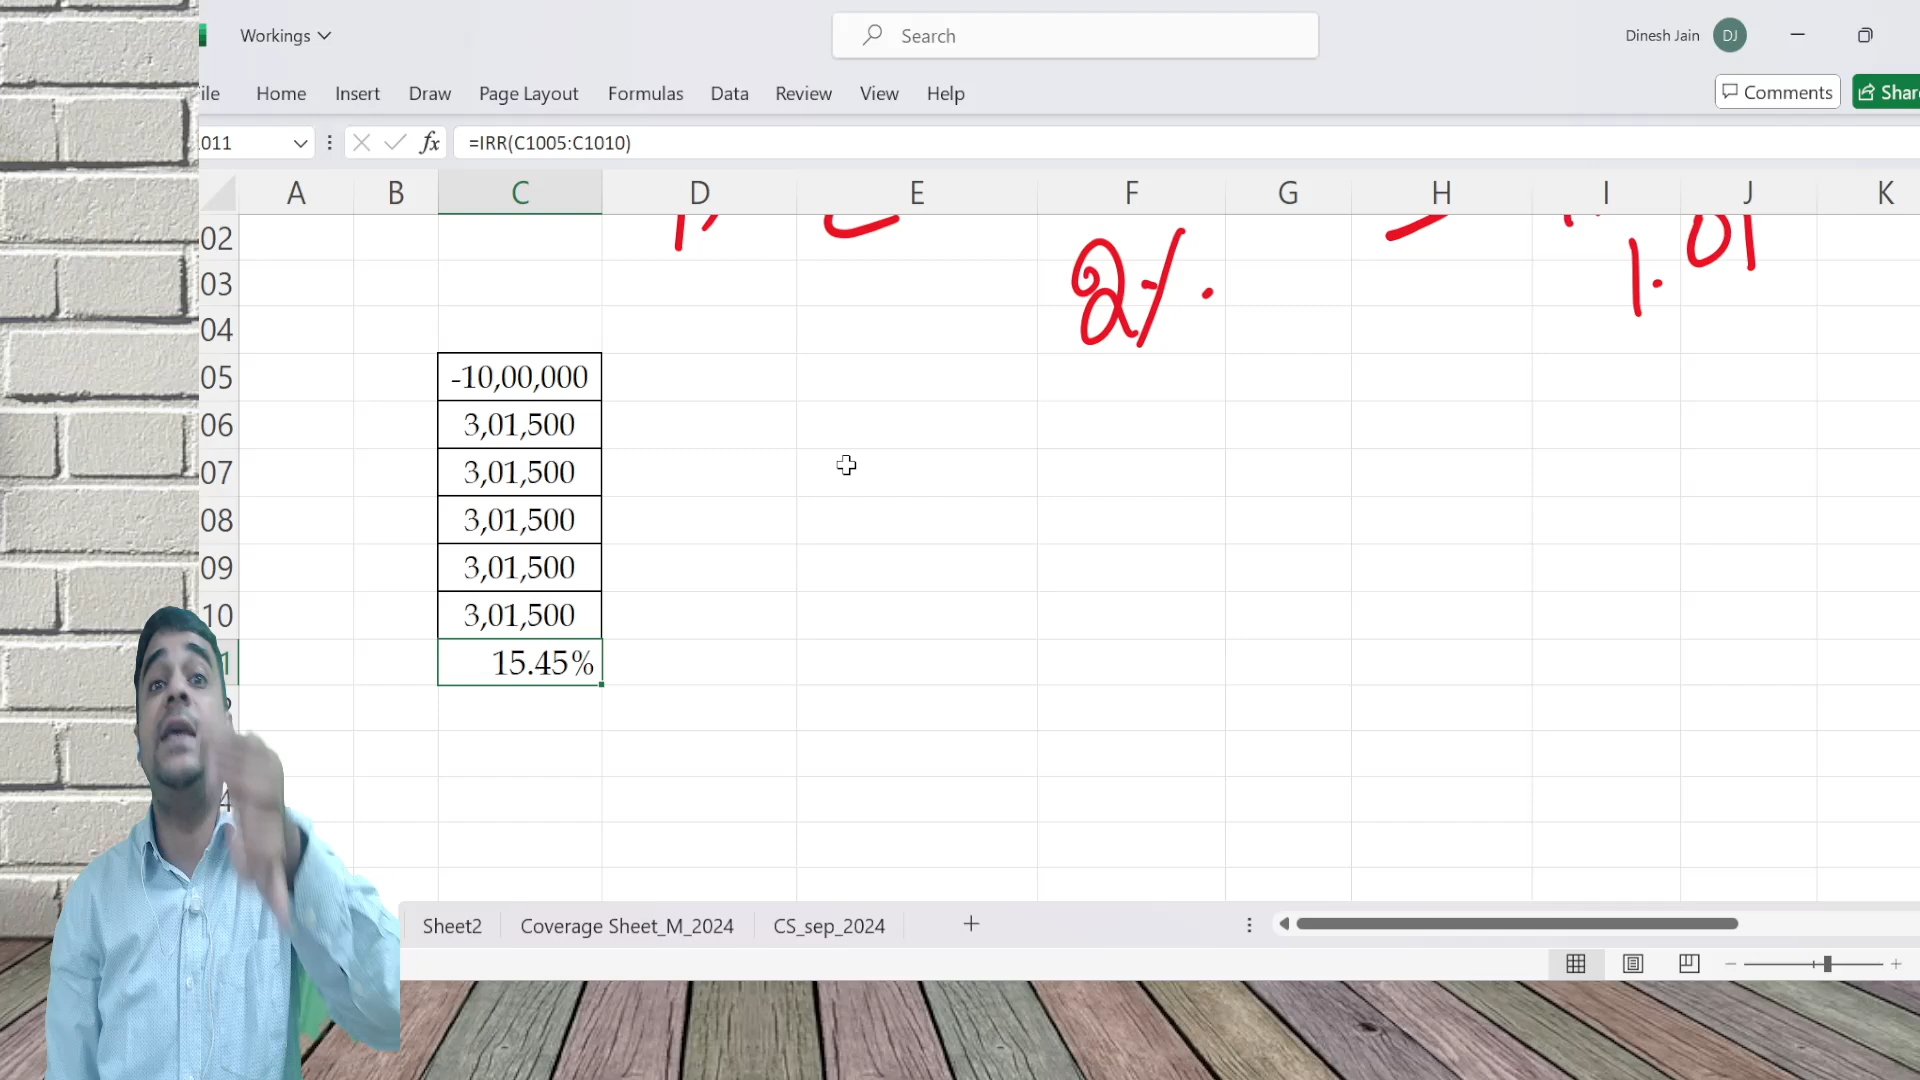 Workings
Search
Dinesh Jain
DJ
ile
Home
Insert
Draw
Page Layout
Formulas
Data
Review
View
Help
Comments
Shar
011
fx
=IRR(C1005:C1010)
A B C D E F G H I J K
02
03
04
05
06
07
08
09
10
1
4
2%.
1.01
-10,00,000
3,01,500
3,01,500
3,01,500
3,01,500
3,01,500
15.45%
Sheet2
Coverage Sheet_M_2024
CS_sep_2024